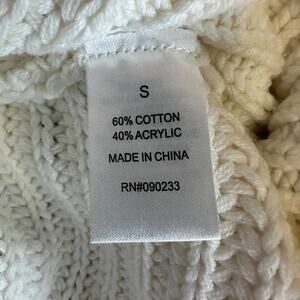 S
60% COTTON
40% ACRYLIC
MADE IN CHINA
RN#090233